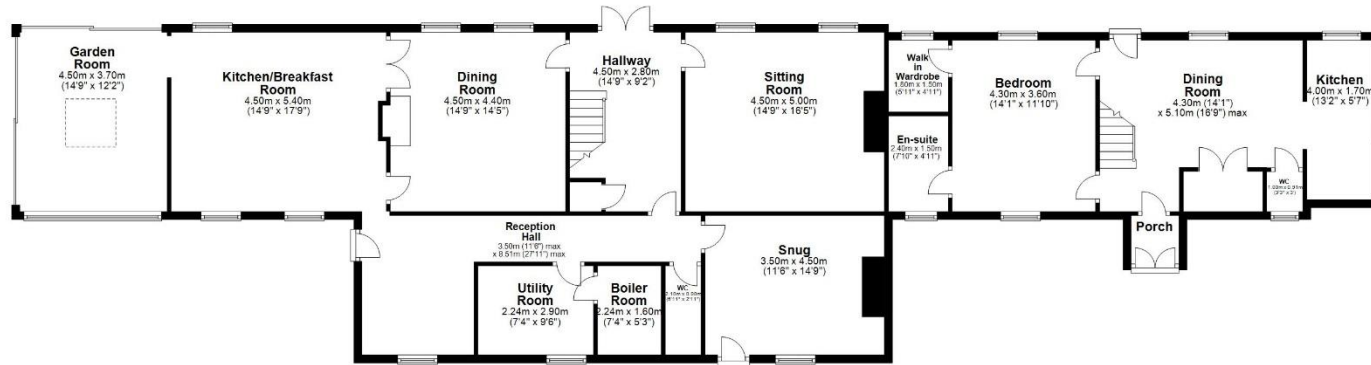 Garden
Room
4.50m x 3.70m
(14'9" x 12'2")
Kitchen/Breakfast
Room
4.50m x 5.40m
(14'9" x 17'9")
Dining
Room
4.50m x 4.40m
(14'9" x 14'5")
Hallway
4.50m x 2.80m
(14'9" x 9'2")
Sitting
Room
4.50m x 5.00m
(14'9" x 16'5")
Walk
in
Wardrobe
1.80m x 1.50m
(5'11" x 4'11")
En-suite
2.40m x 1.50m
(7'10" x 4'11")
Bedroom
4.30m x 3.60m
(14'1" x 11'10")
Dining
Room
4.30m (14'1")
x 5.10m (16'9") max
Kitchen
4.00m x 1.70m
(13'2" x 5'7")
WC
Porch
Reception
Hall
3.50m (11'6") max
x 8.51m (27'11") max
Utility
Room
2.24m x 2.90m
(7'4" x 9'6")
Boiler
Room
2.24m x 1.60m
(7'4" x 5'3")
WC
Snug
3.50m x 4.50m
(11'6" x 14'9")